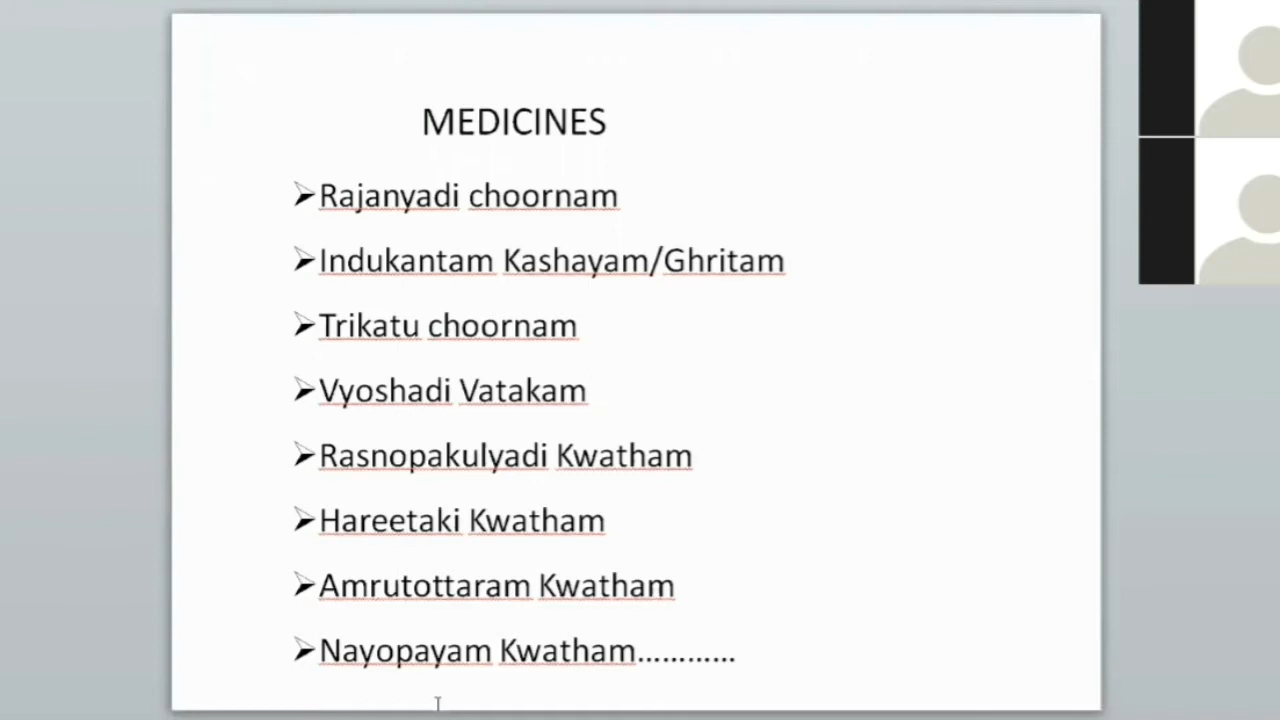 MEDICINES
Rajanyadi choornam
Indukantam Kashayam/Ghritam
Trikatu choornam
Vyoshadi Vatakam
Rasnopakulyadi Kwatham
Hareetaki Kwatham
Amrutottaram Kwatham
Nayopayam Kwatham............